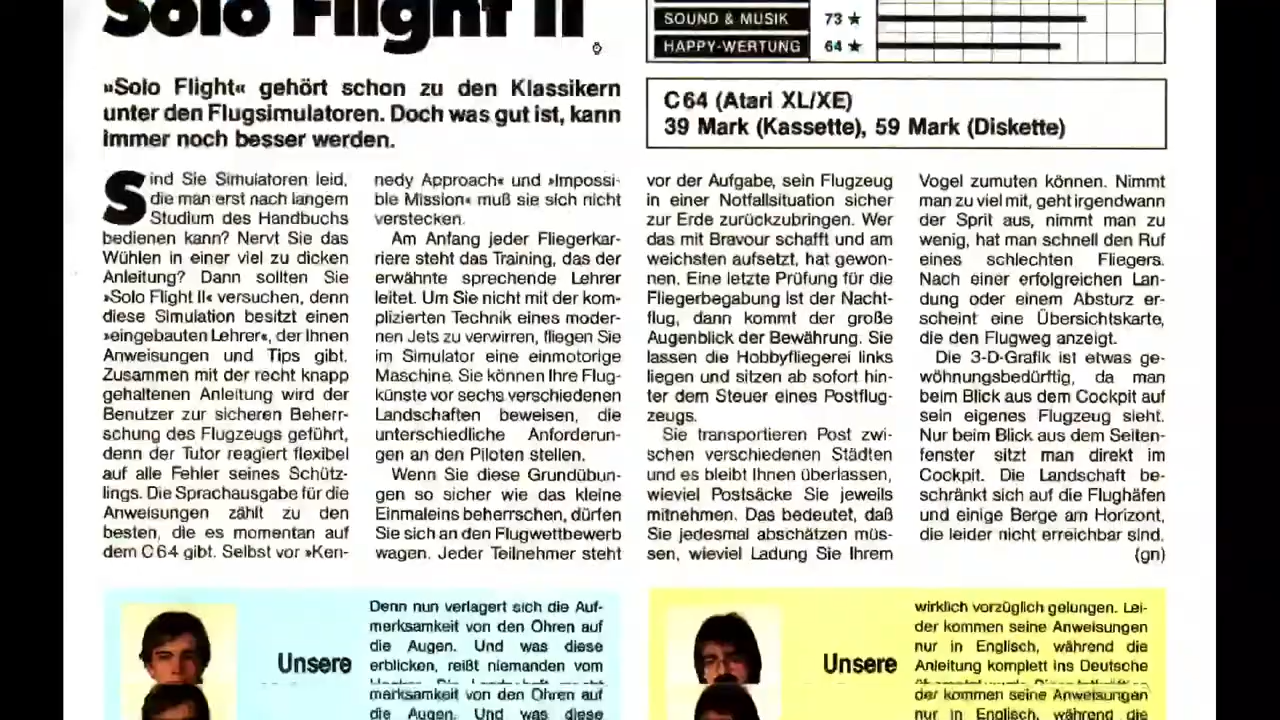 Solo Flight II
SOUND & MUSIK 73 ★
HAPPY-WERTUNG 64 ★
»Solo Flight« gehört schon zu den Klassikern
unter den Flugsimulatoren. Doch was gut ist, kann
immer noch besser werden.
C 64 (Atari XL/XE)
39 Mark (Kassette), 59 Mark (Diskette)
Sind Sie Simulatoren leid,
die man erst nach langem
Studium des Handbuchs
bedienen kann? Nervt Sie das
Wühlen in einer viel zu dicken
Anleitung? Dann sollten Sie
»Solo Flight II« versuchen, denn
diese Simulation besitzt einen
»eingebauten Lehrer«, der Ihnen
Anweisungen und Tips gibt.
Zusammen mit der recht knapp
gehaltenen Anleitung wird der
Benutzer zur sicheren Beherr-
schung des Flugzeugs geführt,
denn der Tutor reagiert flexibel
auf alle Fehler seines Schütz-
lings. Die Sprachausgabe für die
Anweisungen zählt zu den
besten, die es momentan auf
dem C 64 gibt. Selbst vor »Ken-
nedy Approach« und »Impossi-
ble Mission« muß sie sich nicht
verstecken.
Am Anfang jeder Fliegerkar-
riere steht das Training, das der
erwähnte sprechende Lehrer
leitet. Um Sie nicht mit der kom-
plizierten Technik eines moder-
nen Jets zu verwirren, fliegen Sie
im Simulator eine einmotorige
Maschine. Sie können Ihre Flug-
künste vor sechs verschiedenen
Landschaften beweisen, die
unterschiedliche Anforderun-
gen an den Piloten stellen.
Wenn Sie diese Grundübun-
gen so sicher wie das kleine
Einmaleins beherrschen, dürfen
Sie sich an den Flugwettbewerb
wagen. Jeder Teilnehmer steht
vor der Aufgabe, sein Flugzeug
in einer Notfallsituation sicher
zur Erde zurückzubringen. Wer
das mit Bravour schafft und am
weichsten aufsetzt, hat gewon-
nen. Eine letzte Prüfung für die
Fliegerbegabung ist der Nacht-
flug, dann kommt der große
Augenblick der Bewährung. Sie
lassen die Hobbyfliegerei links
liegen und sitzen ab sofort hin-
ter dem Steuer eines Postflug-
zeugs.
Sie transportieren Post zwi-
schen verschiedenen Städten
und es bleibt Ihnen überlassen,
wieviel Postsäcke Sie jeweils
mitnehmen. Das bedeutet, daß
Sie jedesmal abschätzen müs-
sen, wieviel Ladung Sie Ihrem
Vogel zumuten können. Nimmt
man zu viel mit, geht irgendwann
der Sprit aus, nimmt man zu
wenig, hat man schnell den Ruf
eines schlechten Fliegers.
Nach einer erfolgreichen Lan-
dung oder einem Absturz er-
scheint eine Übersichtskarte,
die den Flugweg anzeigt.
Die 3-D-Grafik ist etwas ge-
wöhnungsbedürftig, da man
beim Blick aus dem Cockpit auf
sein eigenes Flugzeug sieht.
Nur beim Blick aus dem Seiten-
fenster sitzt man direkt im
Cockpit. Die Landschaft be-
schränkt sich auf die Flughäfen
und einige Berge am Horizont,
die leider nicht erreichbar sind.
(gn)
Unsere
Denn nun verlagert sich die Auf-
merksamkeit von den Ohren auf
die Augen. Und was diese
erblicken, reißt niemanden vom
merksamkeit von den Ohren auf
die Augen. Und was diese
Unsere
wirklich vorzüglich gelungen. Lei-
der kommen seine Anweisungen
nur in Englisch, während die
Anleitung komplett ins Deutsche
der kommen seine Anweisungen
nur in Englisch, während die